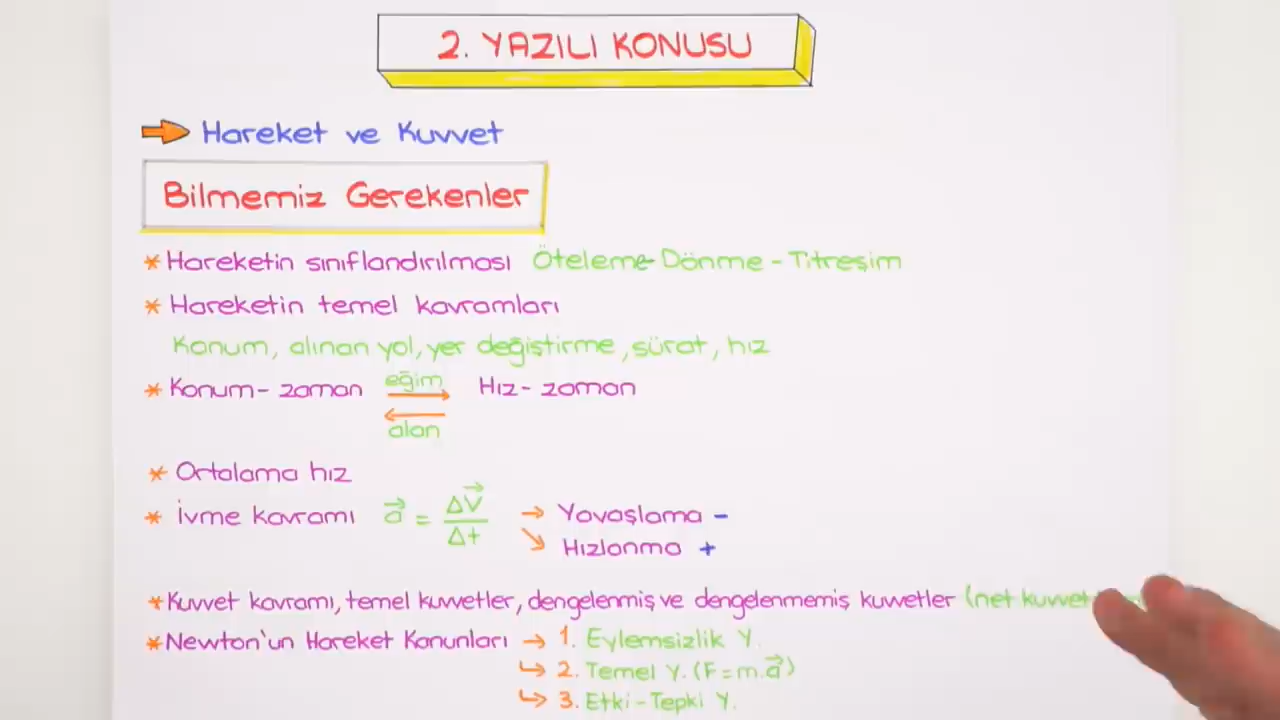 2. YAZILI KONUSU
Hareket ve Kuvvet
Bilmemiz Gerekenler
* Hareketin sınıflandırılması Öteleme - Dönme - Titreşim
* Hareketin temel kavramları
Konum, alınan yol, yer değiştirme, sürat, hız
* Konum - zaman eğim Hız - zaman
alan
* Ortalama hız
* İvme kavramı a = ΔV / Δt → Yavaşlama -
Hızlanma +
* Kuvvet kavramı, temel kuvvetler, dengelenmiş ve dengelenmemiş kuvvetler (net kuvvet
* Newton'un Hareket Konunları → 1. Eylemsizlik Y.
2. Temel Y. (F = m.a)
3. Etki - Tepki Y.